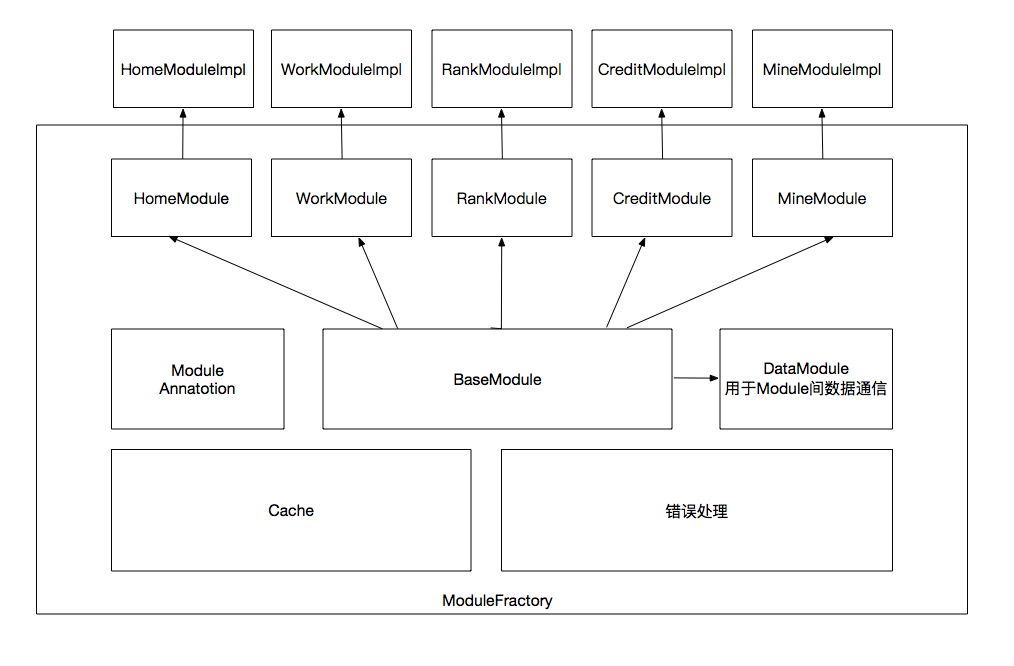 HomeModuleImpl
WorkModuleImpl
RankModuleImpl
CreditModuleImpl
MineModuleImpl
HomeModule
WorkModule
RankModule
CreditModule
MineModule
Module
Annatotion
BaseModule
DataModule
用于Module间数据通信
Cache
错误处理
ModuleFractory